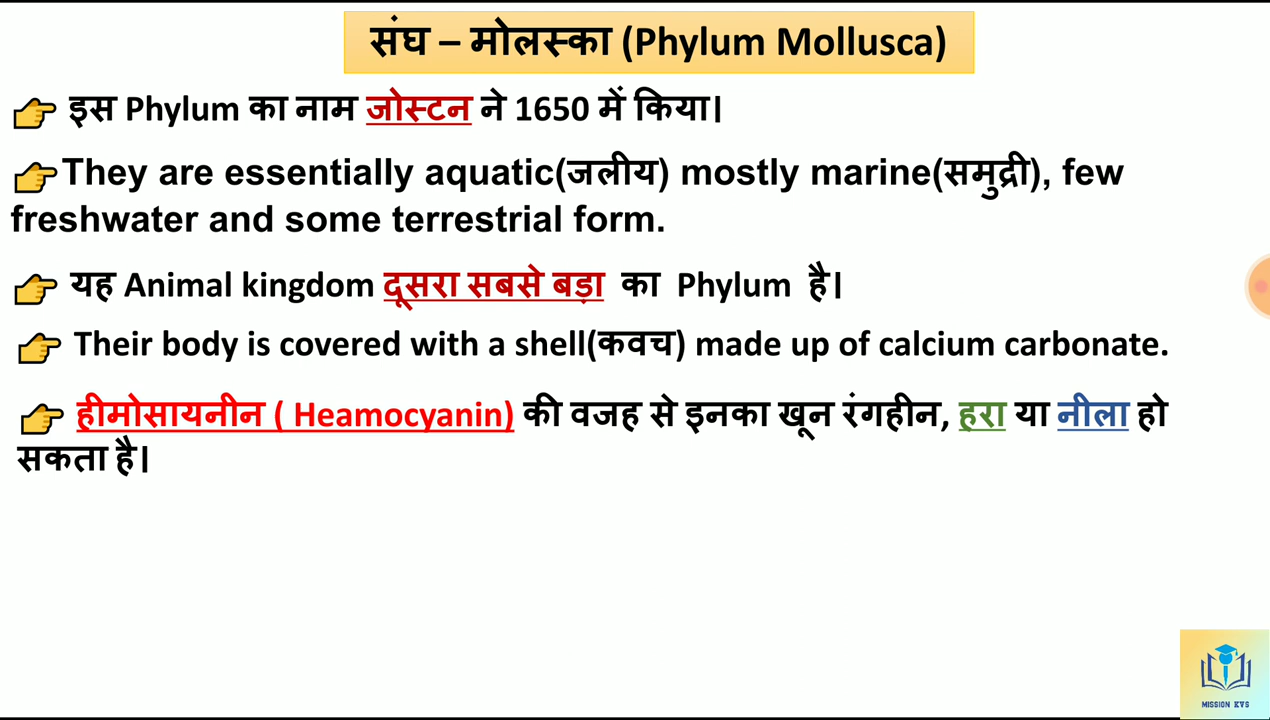 संघ – मोलस्का (Phylum Mollusca)
👉 इस Phylum का नाम जोस्टन ने 1650 में किया।
👉They are essentially aquatic(जलीय) mostly marine(समुद्री), few
freshwater and some terrestrial form.
👉 यह Animal kingdom दूसरा सबसे बड़ा का Phylum है।
👉 Their body is covered with a shell(कवच) made up of calcium carbonate.
👉 हीमोसायनीन ( Heamocyanin) की वजह से इनका खून रंगहीन, हरा या नीला हो
सकता है।
MISSION KVS